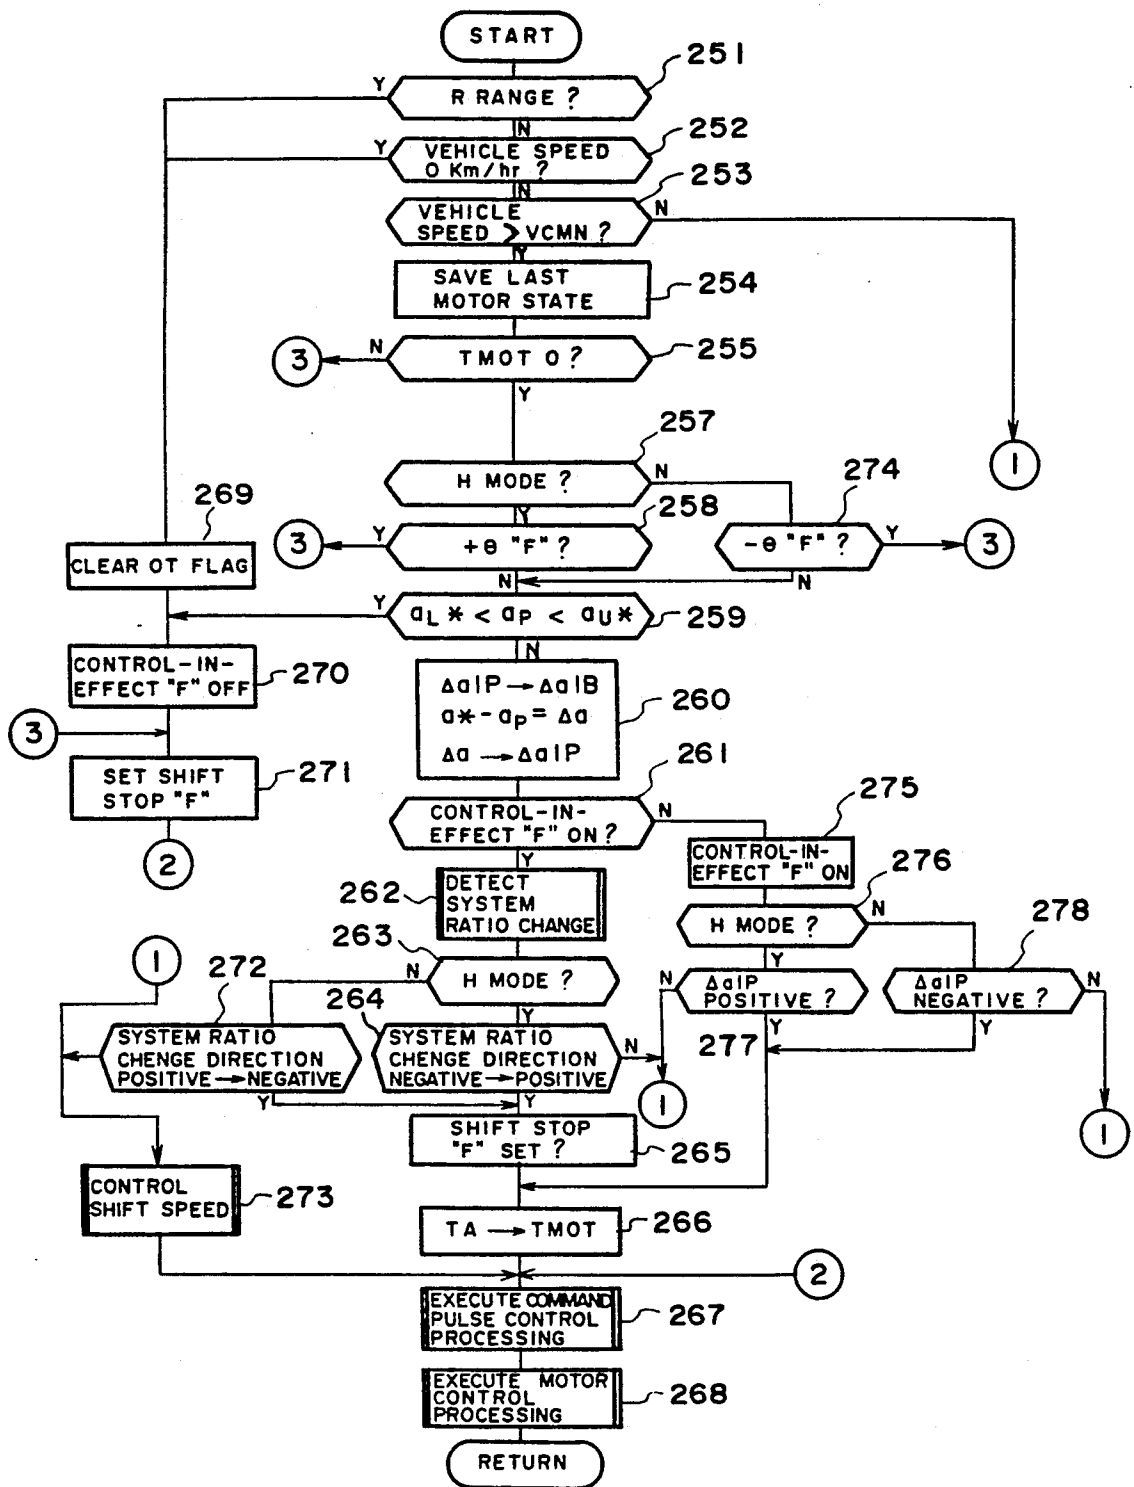 START
251
Y
R RANGE ?
N
252
Y
VEHICLE SPEED
0 Km/hr ?
N
253
VEHICLE
SPEED > VCMN ?
N
Y
SAVE LAST
MOTOR STATE
254
3
N
TMOT 0 ?
255
Y
257
H MODE ?
N
1
274
Y
258
3
Y
+θ "F" ?
-θ "F" ?
Y
3
N
N
269
CLEAR OT FLAG
Y
aL* < aP < aU*
259
N
CONTROL-IN-
EFFECT "F" OFF
270
ΔaIP → ΔaIB
a* - aP = Δa
Δa → ΔaIP
260
3
SET SHIFT
STOP "F"
271
2
261
CONTROL-IN-
EFFECT "F" ON ?
N
Y
275
CONTROL-IN-
EFFECT "F" ON
262
DETECT
SYSTEM
RATIO CHANGE
276
H MODE ?
N
Y
278
263
N
H MODE ?
Y
1
272
264
N
ΔaIP
POSITIVE ?
Y
277
ΔaIP
NEGATIVE ?
N
Y
SYSTEM RATIO
CHENGE DIRECTION
POSITIVE → NEGATIVE
Y
SYSTEM RATIO
CHENGE DIRECTION
NEGATIVE → POSITIVE
N
Y
1
1
SHIFT STOP
"F" SET ?
265
CONTROL
SHIFT SPEED
273
TA → TMOT
266
2
EXECUTE COMMAND
PULSE CONTROL
PROCESSING
267
EXECUTE MOTOR
CONTROL
PROCESSING
268
RETURN